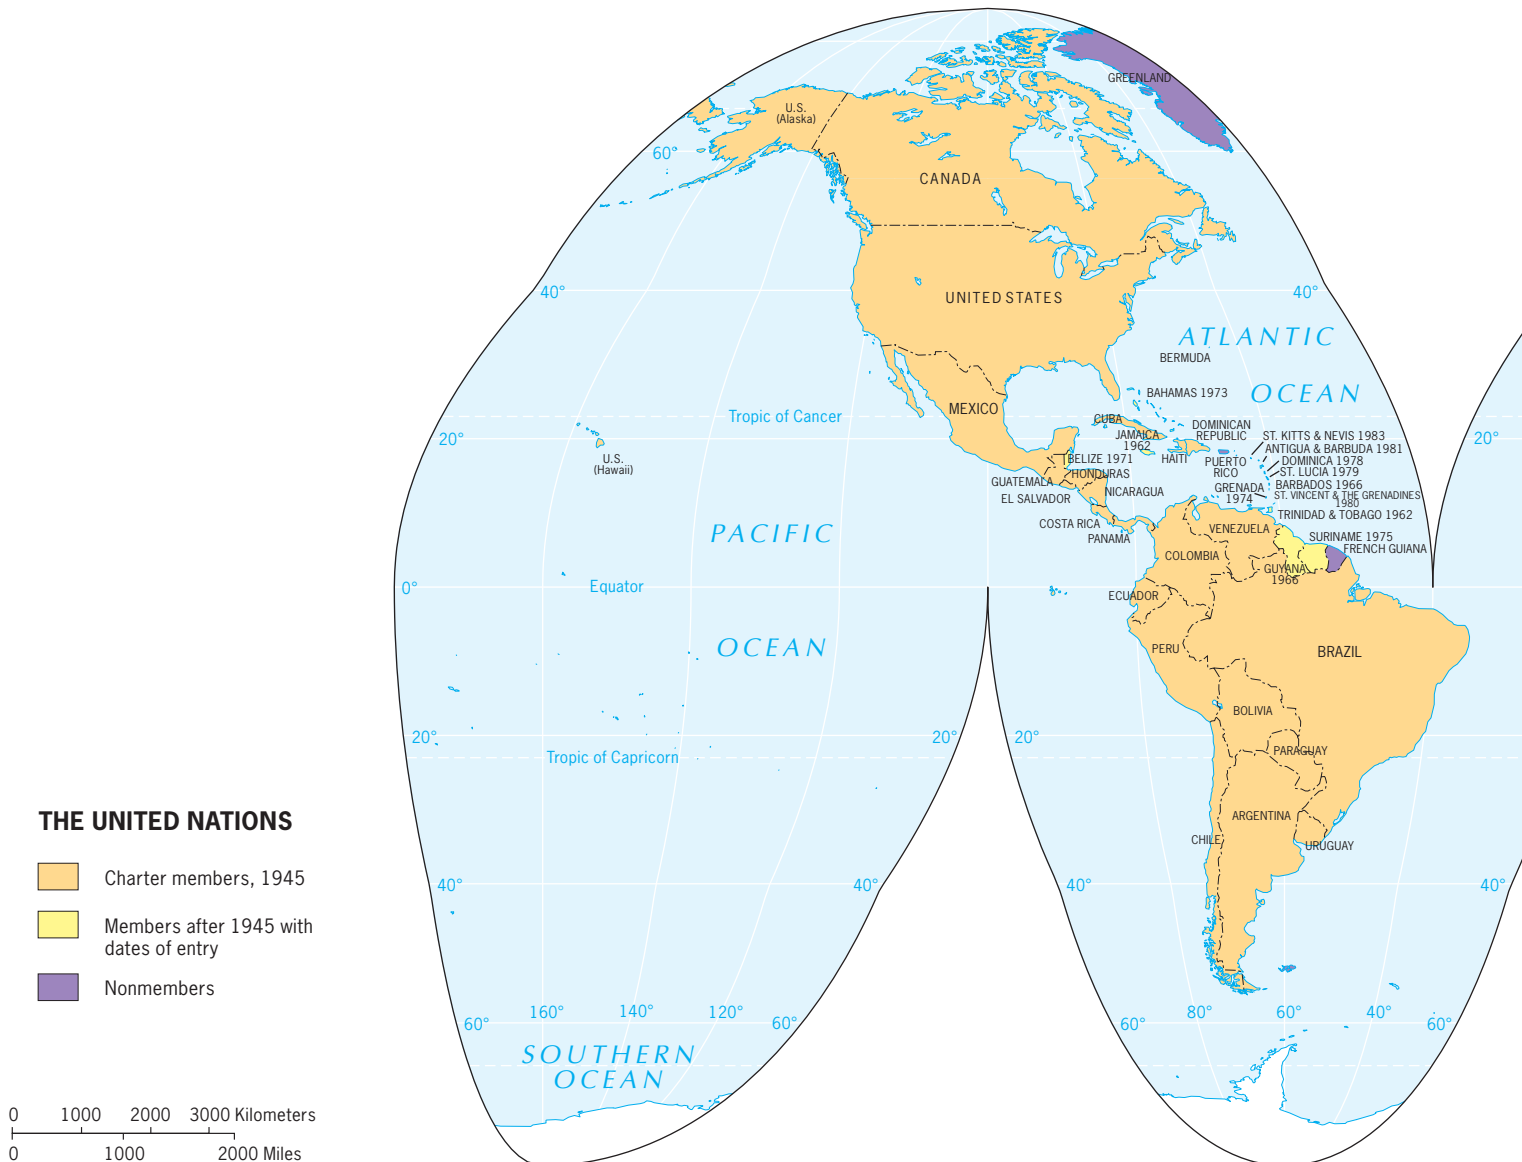 GREENLAND
U.S.
(Alaska)
60°
CANADA
40°
UNITED STATES
40°
ATLANTIC
OCEAN
BERMUDA
BAHAMAS 1973
Tropic of Cancer
MEXICO
CUBA
JAMAICA
1962
DOMINICAN
REPUBLIC
HAITI
PUERTO
RICO
ST. KITTS & NEVIS 1983
ANTIGUA & BARBUDA 1981
DOMINICA 1978
ST. LUCIA 1979
BARBADOS 1966
ST. VINCENT & THE GRENADINES
1980
GRENADA
1974
TRINIDAD & TOBAGO 1962
20°
20°
U.S.
(Hawaii)
BELIZE 1971
HONDURAS
GUATEMALA
EL SALVADOR
NICARAGUA
COSTA RICA
PANAMA
VENEZUELA
COLOMBIA
SURINAME 1975
FRENCH GUIANA
GUYANA
1966
PACIFIC
OCEAN
0°
Equator
ECUADOR
PERU
BRAZIL
BOLIVIA
PARAGUAY
20°
20°
20°
Tropic of Capricorn
ARGENTINA
CHILE
URUGUAY
40°
40°
40°
40°
60°
160°
140°
120°
60°
60°
80°
60°
40°
60°
SOUTHERN
OCEAN
THE UNITED NATIONS
Charter members, 1945
Members after 1945 with
dates of entry
Nonmembers
0 1000 2000 3000 Kilometers
0 1000 2000 Miles